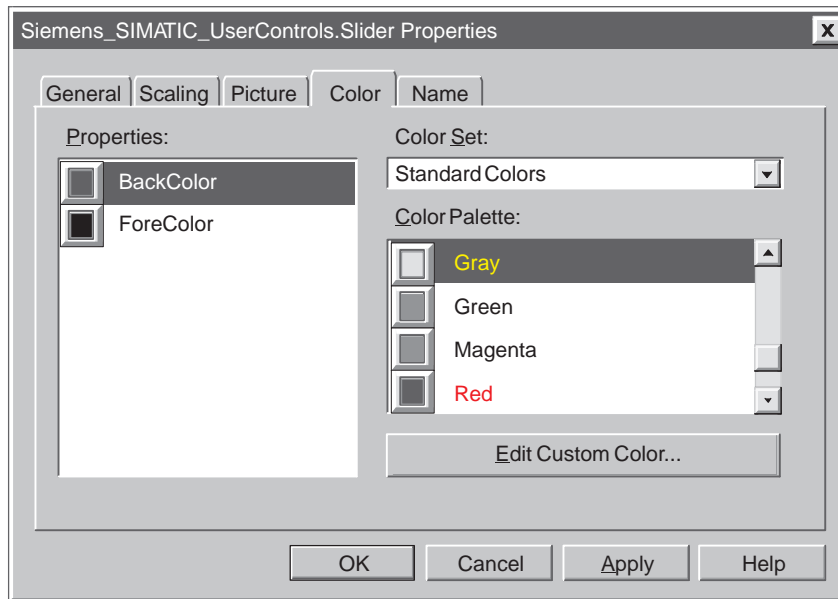 Siemens_SIMATIC_UserControls.Slider Properties
X
General Scaling Picture Color Name
Properties:
BackColor
ForeColor
Color Set:
Standard Colors
Color Palette:
Gray
Green
Magenta
Red
Edit Custom Color...
OK Cancel Apply Help